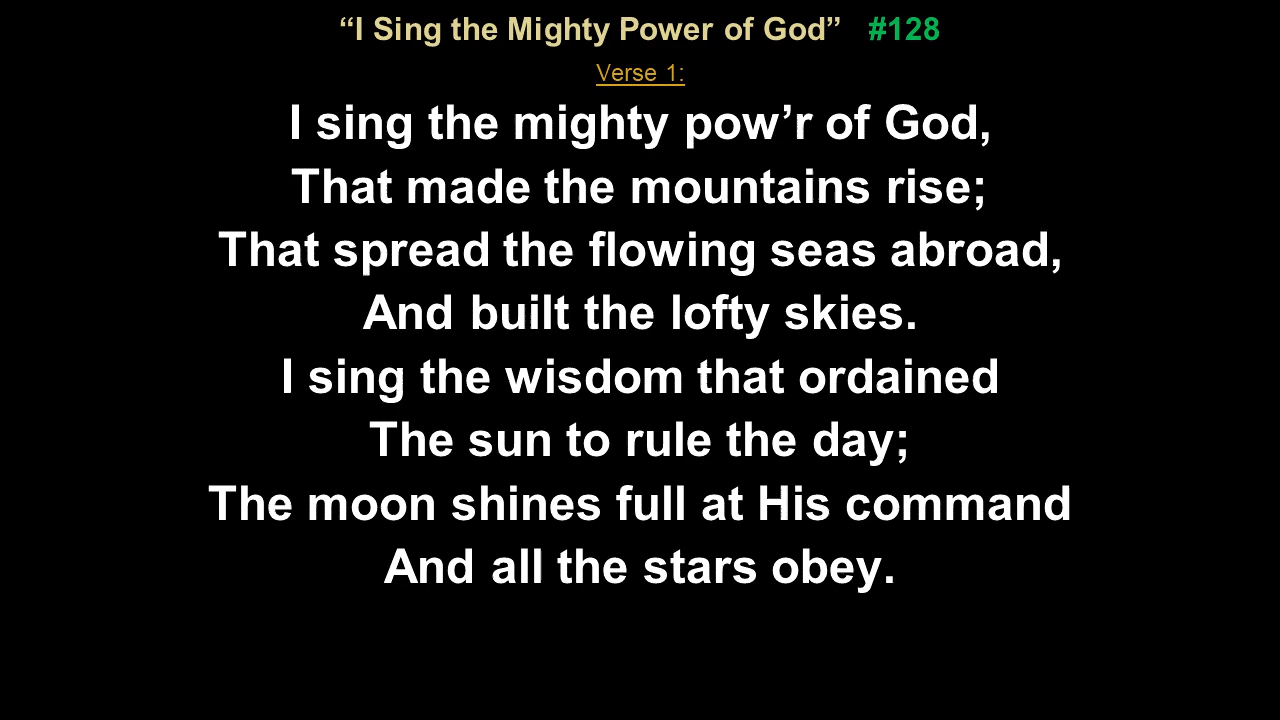 “I Sing the Mighty Power of God” #128
Verse 1:
I sing the mighty pow’r of God,
That made the mountains rise;
That spread the flowing seas abroad,
And built the lofty skies.
I sing the wisdom that ordained
The sun to rule the day;
The moon shines full at His command
And all the stars obey.